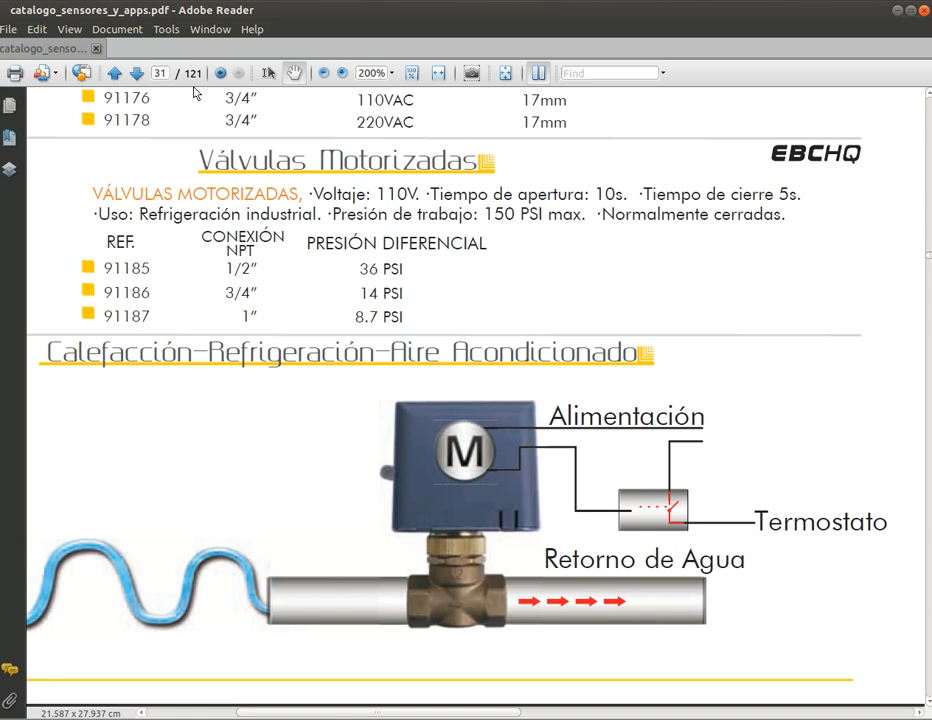 catalogo_sensores_y_apps.pdf - Adobe Reader
File Edit View Document Tools Window Help
catalogo_senso...
31 / 121 200% Find
91176 3/4" 110VAC 17mm
91178 3/4" 220VAC 17mm
Válvulas Motorizadas
EBCHQ
VÁLVULAS MOTORIZADAS, ·Voltaje: 110V. ·Tiempo de apertura: 10s. ·Tiempo de cierre 5s.
·Uso: Refrigeración industrial. ·Presión de trabajo: 150 PSI max. ·Normalmente cerradas.
REF. CONEXIÓN NPT PRESIÓN DIFERENCIAL
91185 1/2" 36 PSI
91186 3/4" 14 PSI
91187 1" 8.7 PSI
Calefacción-Refrigeración-Aire Acondicionado
Alimentación
M
Termostato
Retorno de Agua
21.587 x 27.937 cm